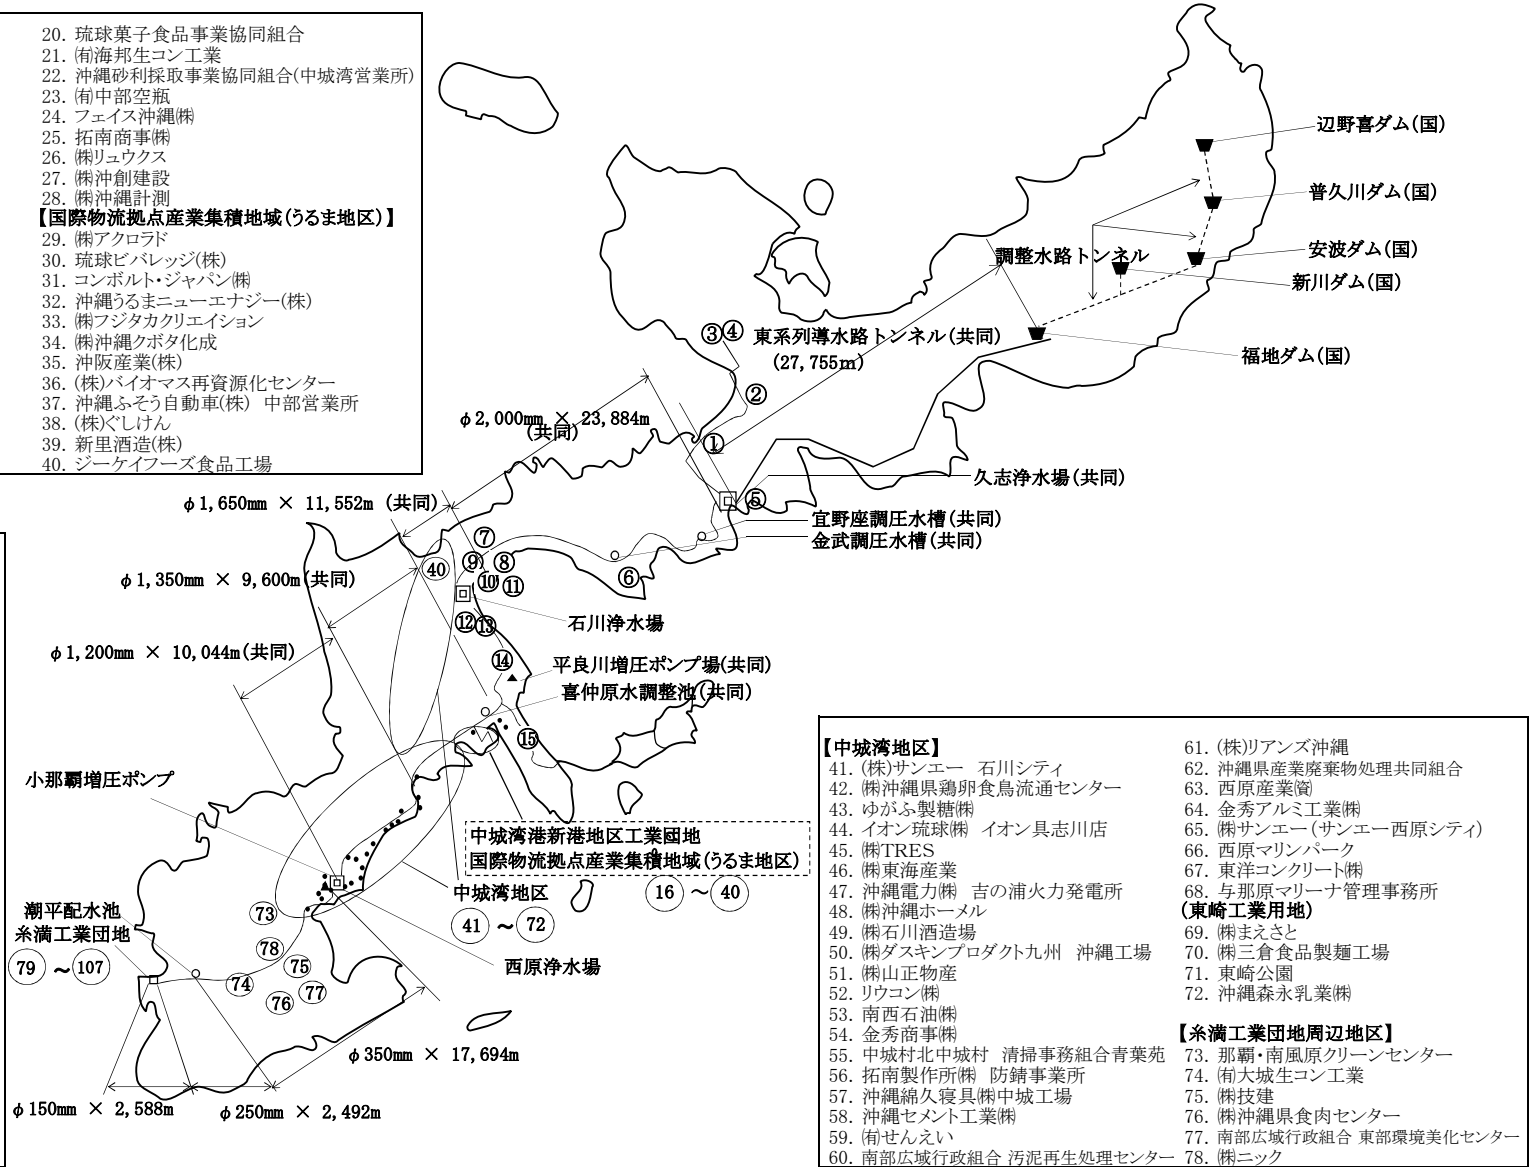 20. 琉球菓子食品事業協同組合
21. ㈲海邦生コン工業
22. 沖縄砂利採取事業協同組合(中城湾営業所)
23. ㈲中部空瓶
24. フェイス沖縄㈱
25. 拓南商事㈱
26. ㈱リュウクス
27. ㈱沖創建設
28. ㈱沖縄計測
【国際物流拠点産業集積地域(うるま地区)】
29. ㈱アクロラド
30. 琉球ビバレッジ(株)
31. コンボルト・ジャパン㈱
32. 沖縄うるまニューエナジー(株)
33. ㈱フジタカクリエイション
34. ㈱沖縄クボタ化成
35. 沖阪産業(株)
36. (株)バイオマス再資源化センター
37. 沖縄ふそう自動車(株) 中部営業所
38. (株)ぐしけん
39. 新里酒造(株)
40. ジーケイフーズ食品工場
辺野喜ダム(国)
普久川ダム(国)
安波ダム(国)
調整水路トンネル
新川ダム(国)
福地ダム(国)
③④
東系列導水路トンネル(共同)
(27,755m)
②
φ2,000mm × 23,884m
(共同)
①
久志浄水場(共同)
⑤
φ1,650mm × 11,552m (共同)
宜野座調圧水槽(共同)
金武調圧水槽(共同)
⑦
⑨ ⑧
㊵
⑩ ⑪
⑥
φ1,350mm × 9,600m(共同)
石川浄水場
⑫⑬
φ1,200mm × 10,044m(共同)
⑭
平良川増圧ポンプ場(共同)
喜仲原水調整池(共同)
⑮
小那覇増圧ポンプ
中城湾港新港地区工業団地
国際物流拠点産業集積地域(うるま地区)
16 ～ 40
中城湾地区
41 ～ 72
西原浄水場
潮平配水池
糸満工業団地
79 ～ 107
73
78
75
74
76
77
φ350mm × 17,694m
φ150mm × 2,588m
φ250mm × 2,492m
【中城湾地区】
41. (株)サンエー 石川シティ
42. ㈱沖縄県鶏卵食鳥流通センター
43. ゆがふ製糖㈱
44. イオン琉球㈱ イオン具志川店
45. ㈱TRES
46. ㈱東海産業
47. 沖縄電力㈱ 吉の浦火力発電所
48. ㈱沖縄ホーメル
49. ㈱石川酒造場
50. ㈱ダスキンプロダクト九州 沖縄工場
51. ㈱山正物産
52. リウコン㈱
53. 南西石油㈱
54. 金秀商事㈱
55. 中城村北中城村 清掃事務組合青葉苑
56. 拓南製作所㈱ 防錆事業所
57. 沖縄綿久寝具㈱中城工場
58. 沖縄セメント工業㈱
59. ㈲せんえい
60. 南部広域行政組合 汚泥再生処理センター
61. (株)リアンズ沖縄
62. 沖縄県産業廃棄物処理共同組合
63. 西原産業㈾
64. 金秀アルミ工業㈱
65. ㈱サンエー(サンエー西原シティ)
66. 西原マリンパーク
67. 東洋コンクリート㈱
68. 与那原マリーナ管理事務所
(東崎工業用地)
69. ㈱まえさと
70. ㈱三倉食品製麺工場
71. 東崎公園
72. 沖縄森永乳業㈱
【糸満工業団地周辺地区】
73. 那覇・南風原クリーンセンター
74. ㈲大城生コン工業
75. ㈱技建
76. ㈱沖縄県食肉センター
77. 南部広域行政組合 東部環境美化センター
78. ㈱ニック